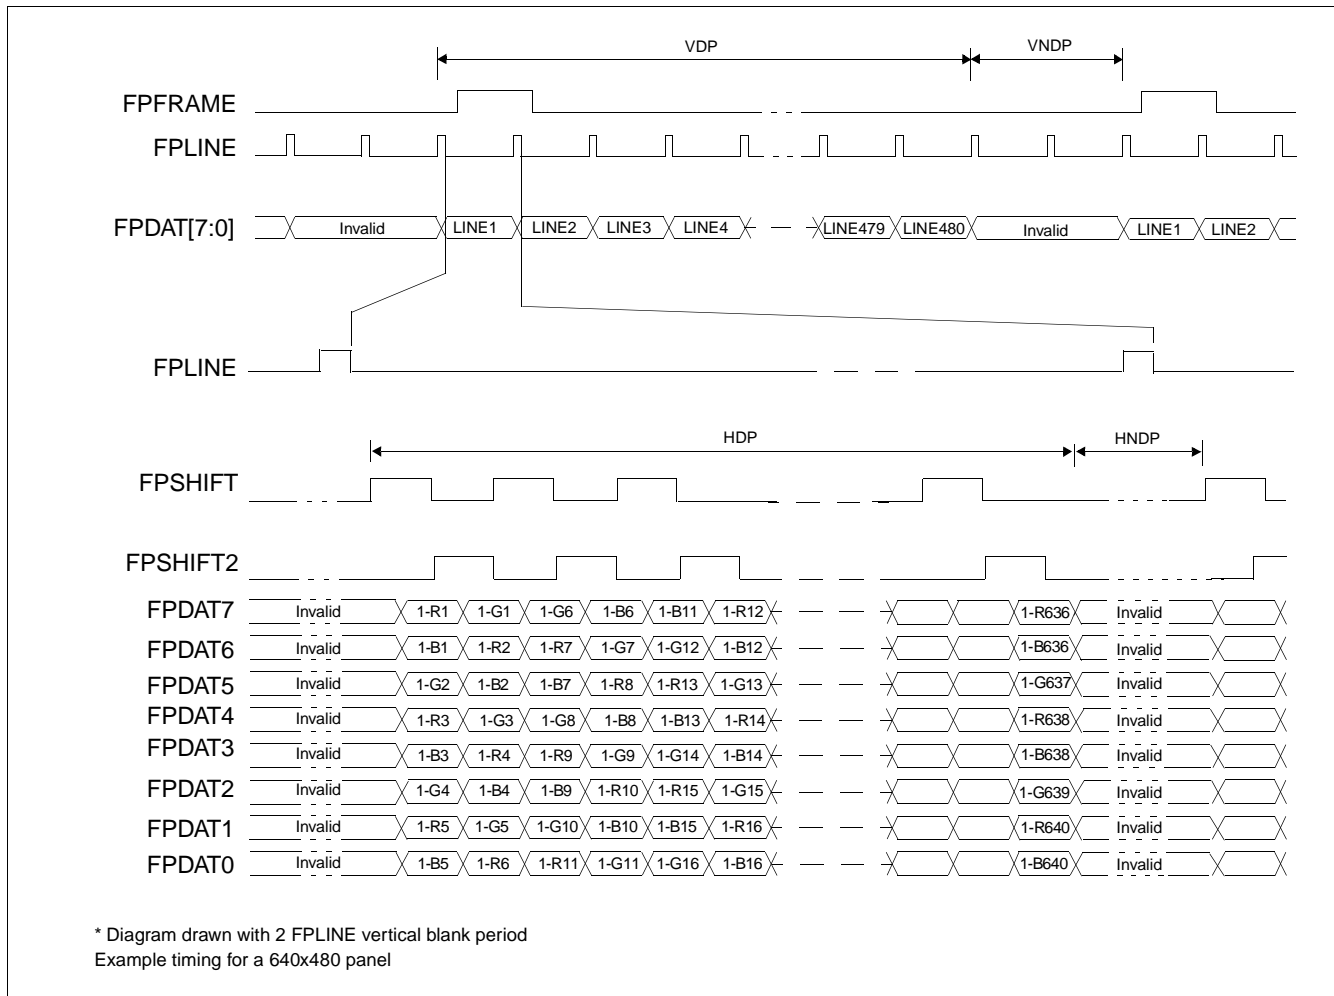 VDP VNDP
FPFRAME
FPLINE
FPDAT[7:0] Invalid LINE1 LINE2 LINE3 LINE4 LINE479 LINE480 Invalid LINE1 LINE2
FPLINE
HDP HNDP
FPSHIFT
FPSHIFT2
FPDAT7 Invalid 1-R1 1-G1 1-G6 1-B6 1-B11 1-R12 1-R636 Invalid
FPDAT6 Invalid 1-B1 1-R2 1-R7 1-G7 1-G12 1-B12 1-B636 Invalid
FPDAT5 Invalid 1-G2 1-B2 1-B7 1-R8 1-R13 1-G13 1-G637 Invalid
FPDAT4 Invalid 1-R3 1-G3 1-G8 1-B8 1-B13 1-R14 1-R638 Invalid
FPDAT3 Invalid 1-B3 1-R4 1-R9 1-G9 1-G14 1-B14 1-B638 Invalid
FPDAT2 Invalid 1-G4 1-B4 1-B9 1-R10 1-R15 1-G15 1-G639 Invalid
FPDAT1 Invalid 1-R5 1-G5 1-G10 1-B10 1-B15 1-R16 1-R640 Invalid
FPDAT0 Invalid 1-B5 1-R6 1-R11 1-G11 1-G16 1-B16 1-B640 Invalid
* Diagram drawn with 2 FPLINE vertical blank period
Example timing for a 640x480 panel